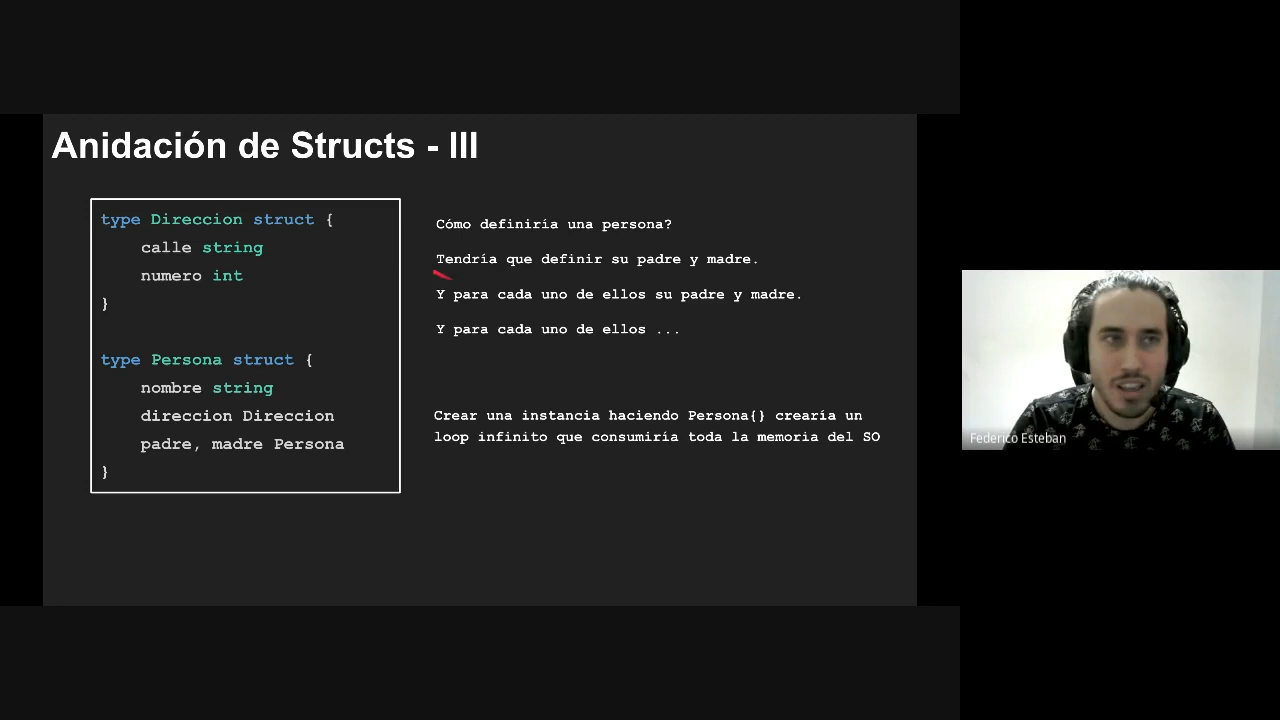 Anidación de Structs - III
type Direccion struct {
calle string
numero int
}
type Persona struct {
nombre string
direccion Direccion
padre, madre Persona
}
Cómo definiría una persona?
Tendría que definir su padre y madre.
Y para cada uno de ellos su padre y madre.
Y para cada uno de ellos ...
Crear una instancia haciendo Persona{} crearía un
loop infinito que consumiría toda la memoria del SO
Federico Esteban